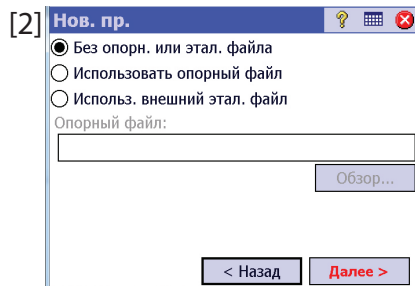 [2] Нов. пр.
Без опорн. или этал. файла
Использовать опорный файл
Использ. внешний этал. файл
Опорный файл:
Обзор...
< Назад Далее >